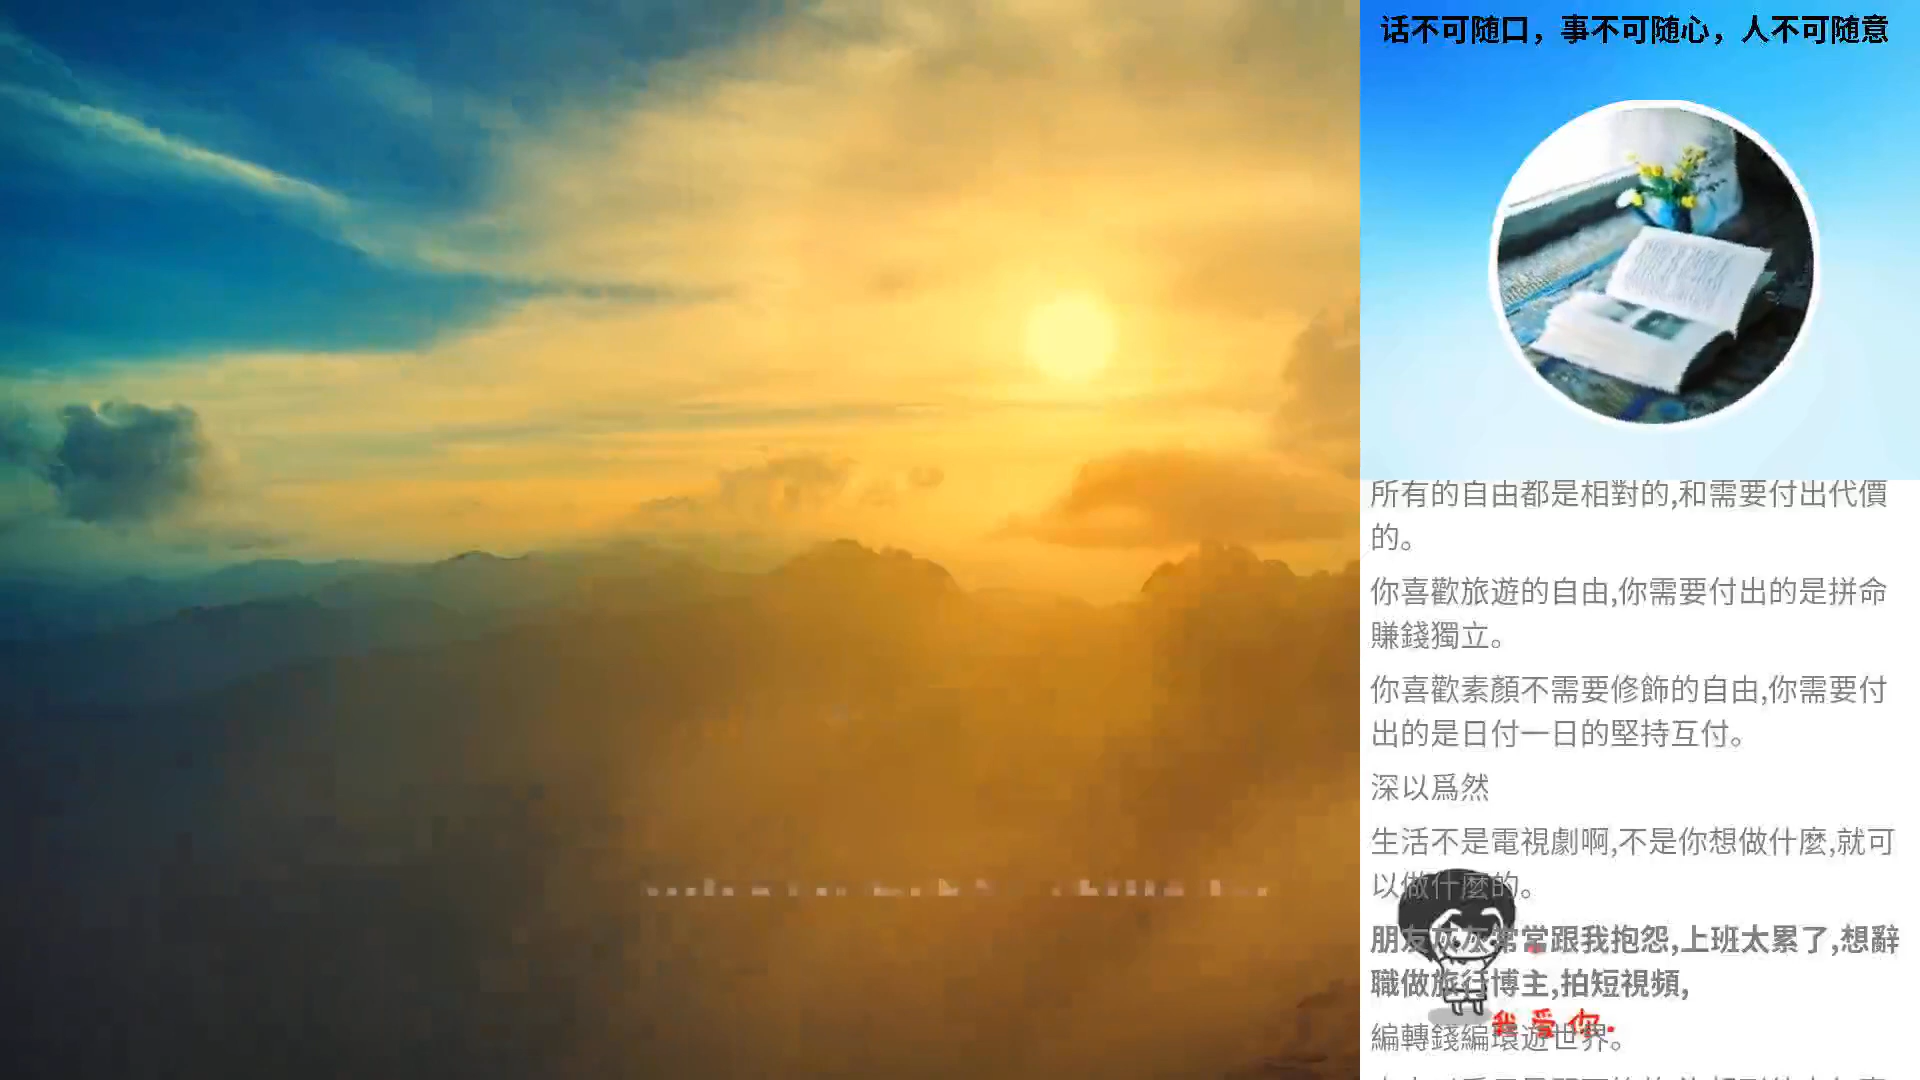 话不可随口，事不可随心，人不可随意
所有的自由都是相對的,和需要付出代價
的。
你喜歡旅遊的自由,你需要付出的是拼命
賺錢獨立。
你喜歡素顏不需要修飾的自由,你需要付
出的是日付一日的堅持互付。
深以爲然
生活不是電視劇啊,不是你想做什麼,就可
以做什麼的。
朋友灰灰常常跟我抱怨,上班太累了,想辭
職做旅行博主,拍短視頻,
編轉錢編環遊世界。
我愛你.